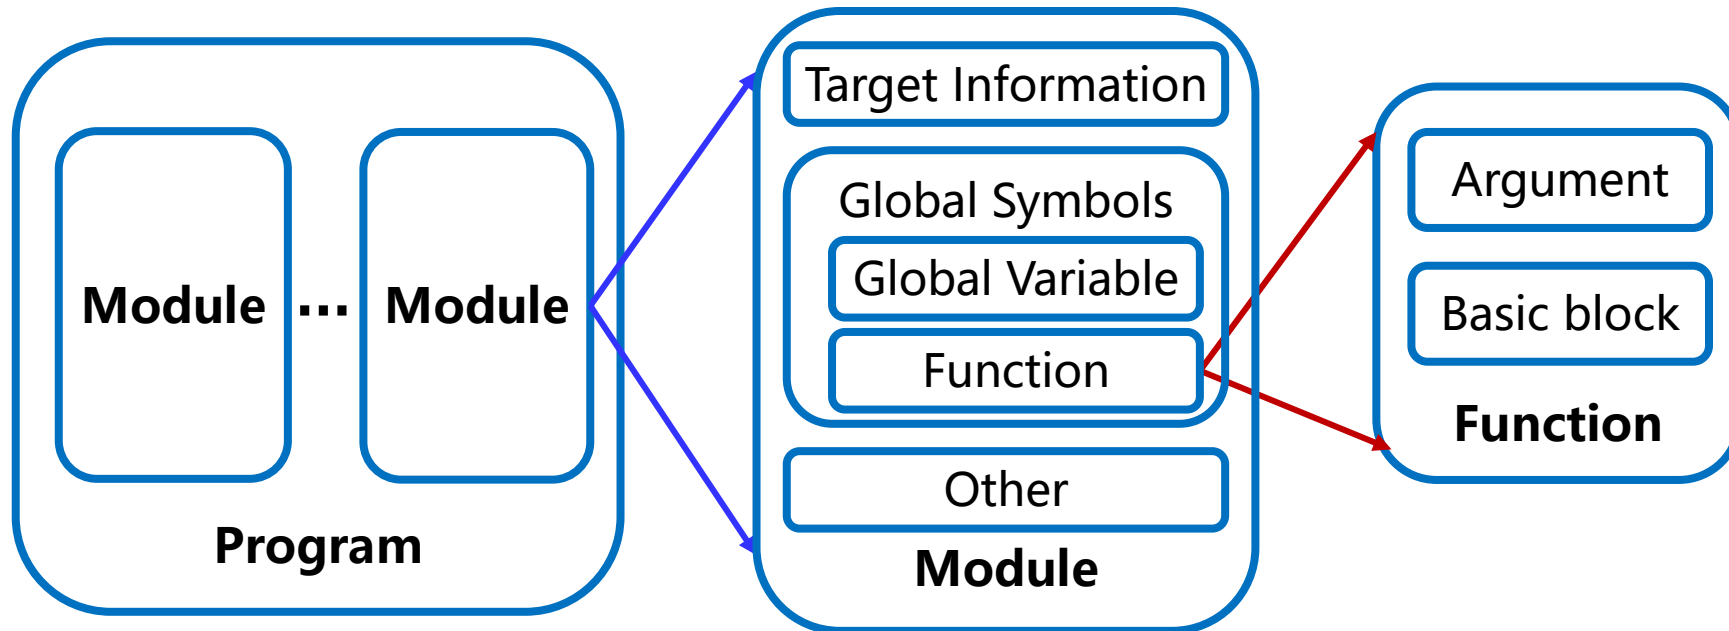 Module ... Module
Program
Target Information
Global Symbols
Global Variable
Function
Other
Module
Argument
Basic block
Function